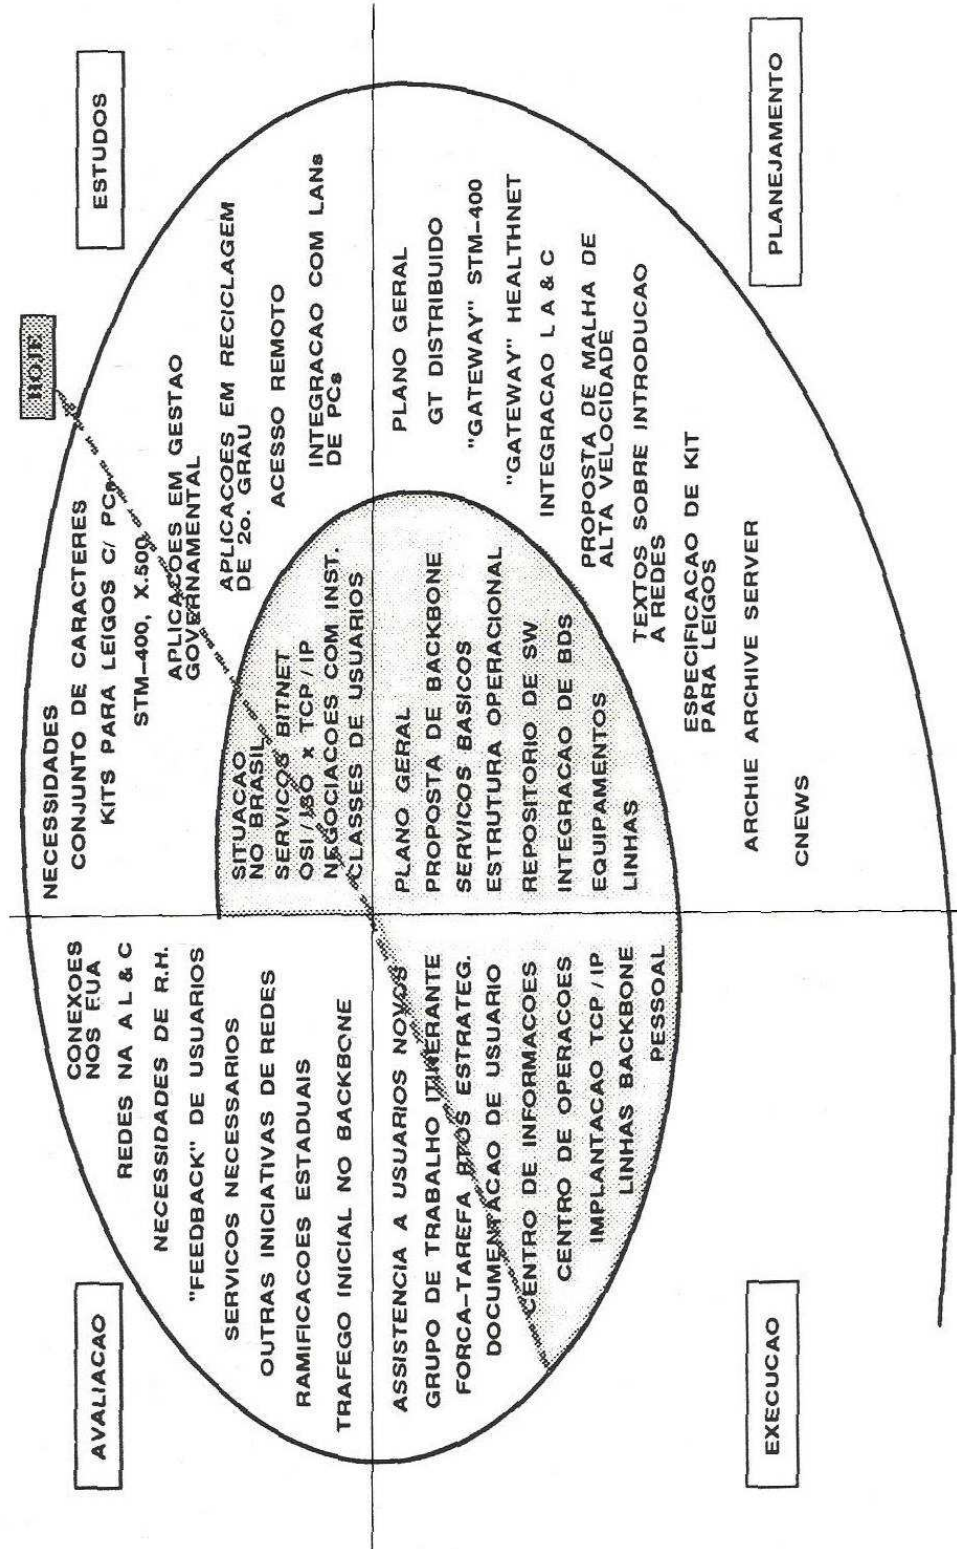 AVALIACAO
CONEXOES
NOS EUA
REDES NA A L & C
NECESSIDADES DE R.H.
"FEEDBACK" DE USUARIOS
SERVICOS NECESSARIOS
OUTRAS INICIATIVAS DE REDES
RAMIFICACOES ESTADUAIS
TRAFEGO INICIAL NO BACKBONE
HOJE
ESTUDOS
NECESSIDADES
CONJUNTO DE CARACTERES
KITS PARA LEIGOS C/ PCs
STM-400, X.500
APLICACOES EM GESTAO
GOVERNAMENTAL
APLICACOES EM RECICLAGEM
DE 2o. GRAU
ACESSO REMOTO
INTEGRACAO COM LANs
DE PCs
SITUACAO
NO BRASIL
SERVICOS BITNET
OSI/ISO x TCP/IP
NEGOCIACOES COM INST.
CLASSES DE USUARIOS
ASSISTENCIA A USUARIOS NOVOS
GRUPO DE TRABALHO ITINERANTE
FORCA-TAREFA PTOS ESTRATEG.
DOCUMENTACAO DE USUARIO
CENTRO DE INFORMACOES
CENTRO DE OPERACOES
IMPLANTACAO TCP/IP
LINHAS BACKBONE
PESSOAL
EXECUCAO
PLANO GERAL
PROPOSTA DE BACKBONE
SERVICOS BASICOS
ESTRUTURA OPERACIONAL
REPOSITORIO DE SW
INTEGRACAO DE BDS
EQUIPAMENTOS
LINHAS
PLANO GERAL
GT DISTRIBUIDO
"GATEWAY" STM-400
"GATEWAY" HEALTHNET
INTEGRACAO L A & C
PROPOSTA DE MALHA DE
ALTA VELOCIDADE
TEXTOS SOBRE INTRODUCAO
A REDES
ESPECIFICACAO DE KIT
PARA LEIGOS
ARCHIE ARCHIVE SERVER
CNEWS
PLANEJAMENTO